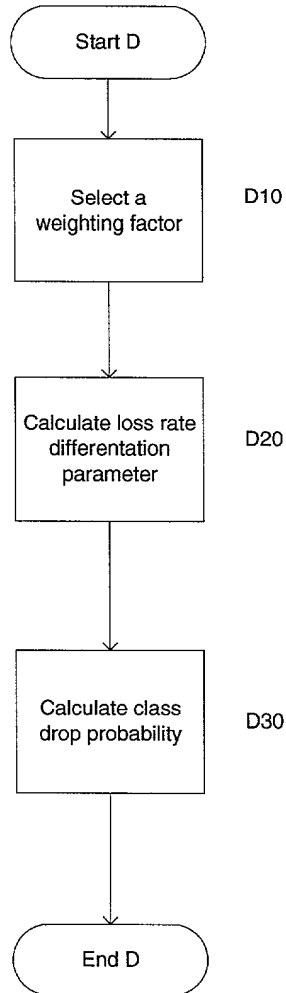 Start D
Select a
weighting factor
D10
Calculate loss rate
differentation
parameter
D20
Calculate class
drop probability
D30
End D